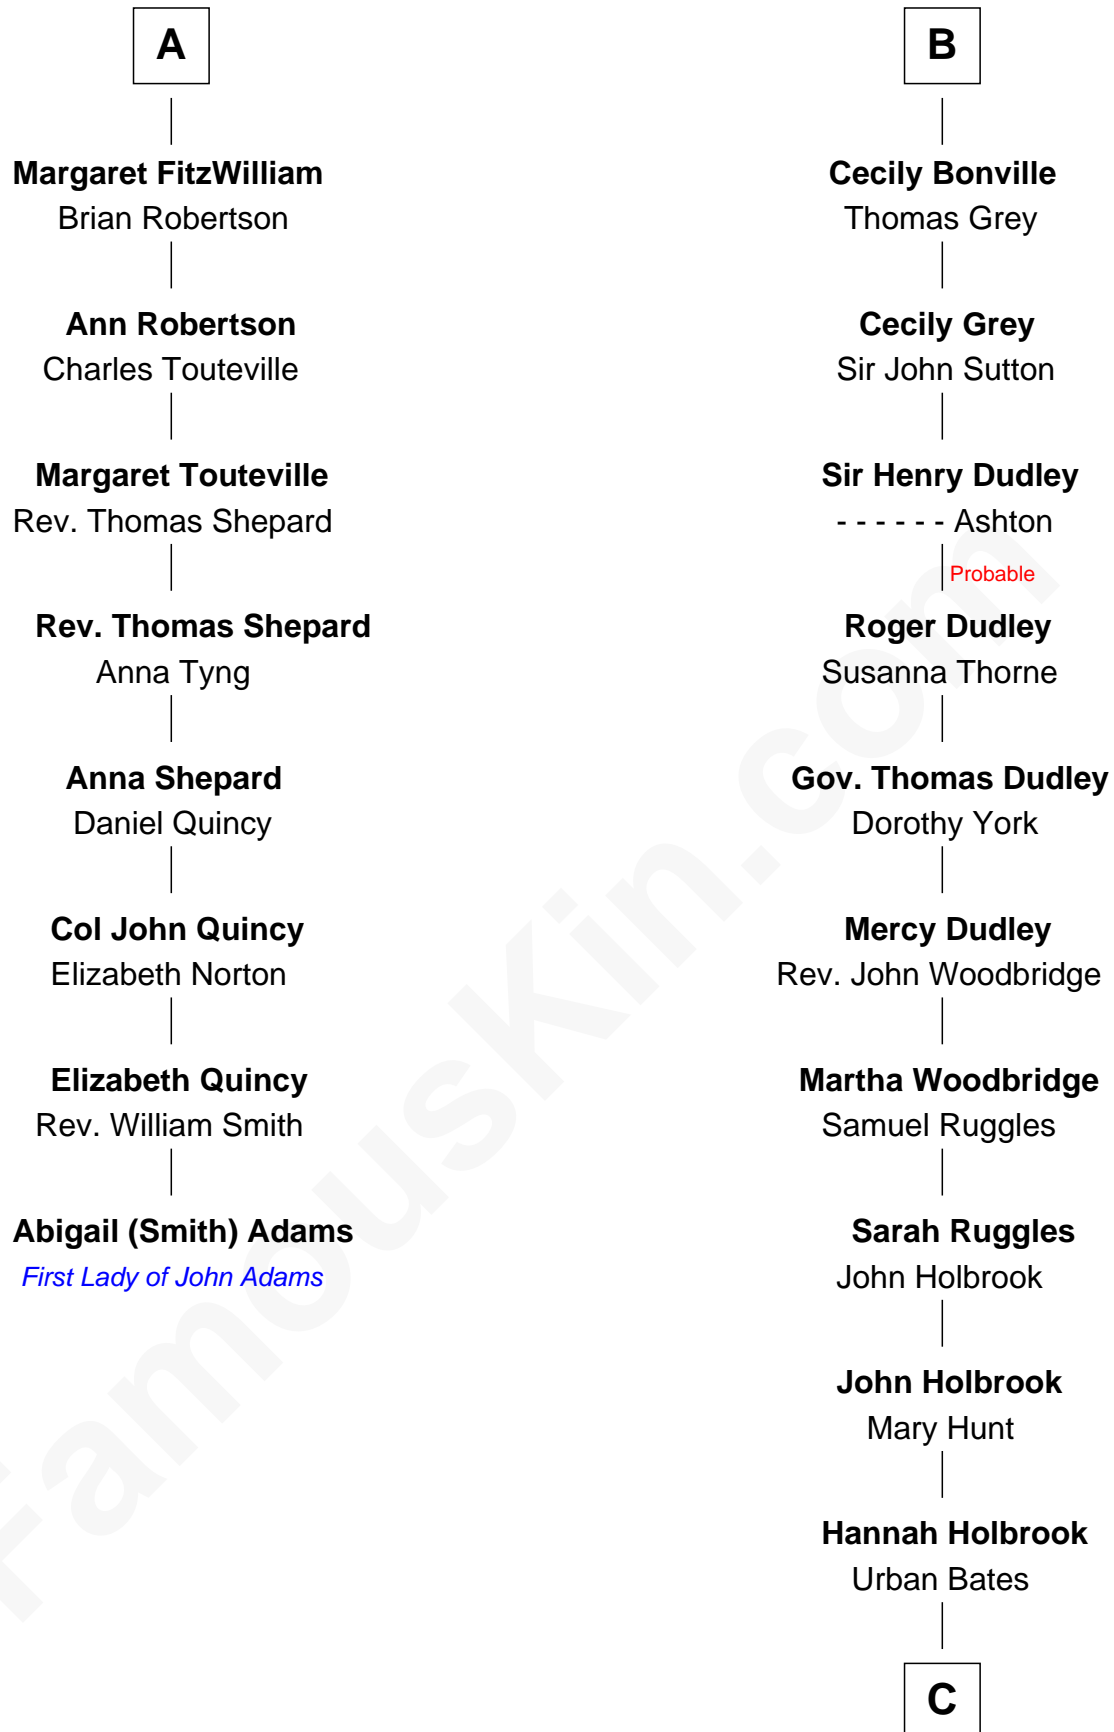 A
Margaret FitzWilliam
Brian Robertson
Ann Robertson
Charles Touteville
Margaret Touteville
Rev. Thomas Shepard
Rev. Thomas Shepard
Anna Tyng
Anna Shepard
Daniel Quincy
Col John Quincy
Elizabeth Norton
Elizabeth Quincy
Rev. William Smith
Abigail (Smith) Adams
First Lady of John Adams
B
Cecily Bonville
Thomas Grey
Cecily Grey
Sir John Sutton
Sir Henry Dudley
- - - - - - Ashton
Probable
Roger Dudley
Susanna Thorne
Gov. Thomas Dudley
Dorothy York
Mercy Dudley
Rev. John Woodbridge
Martha Woodbridge
Samuel Ruggles
Sarah Ruggles
John Holbrook
John Holbrook
Mary Hunt
Hannah Holbrook
Urban Bates
C
FamousKin.com